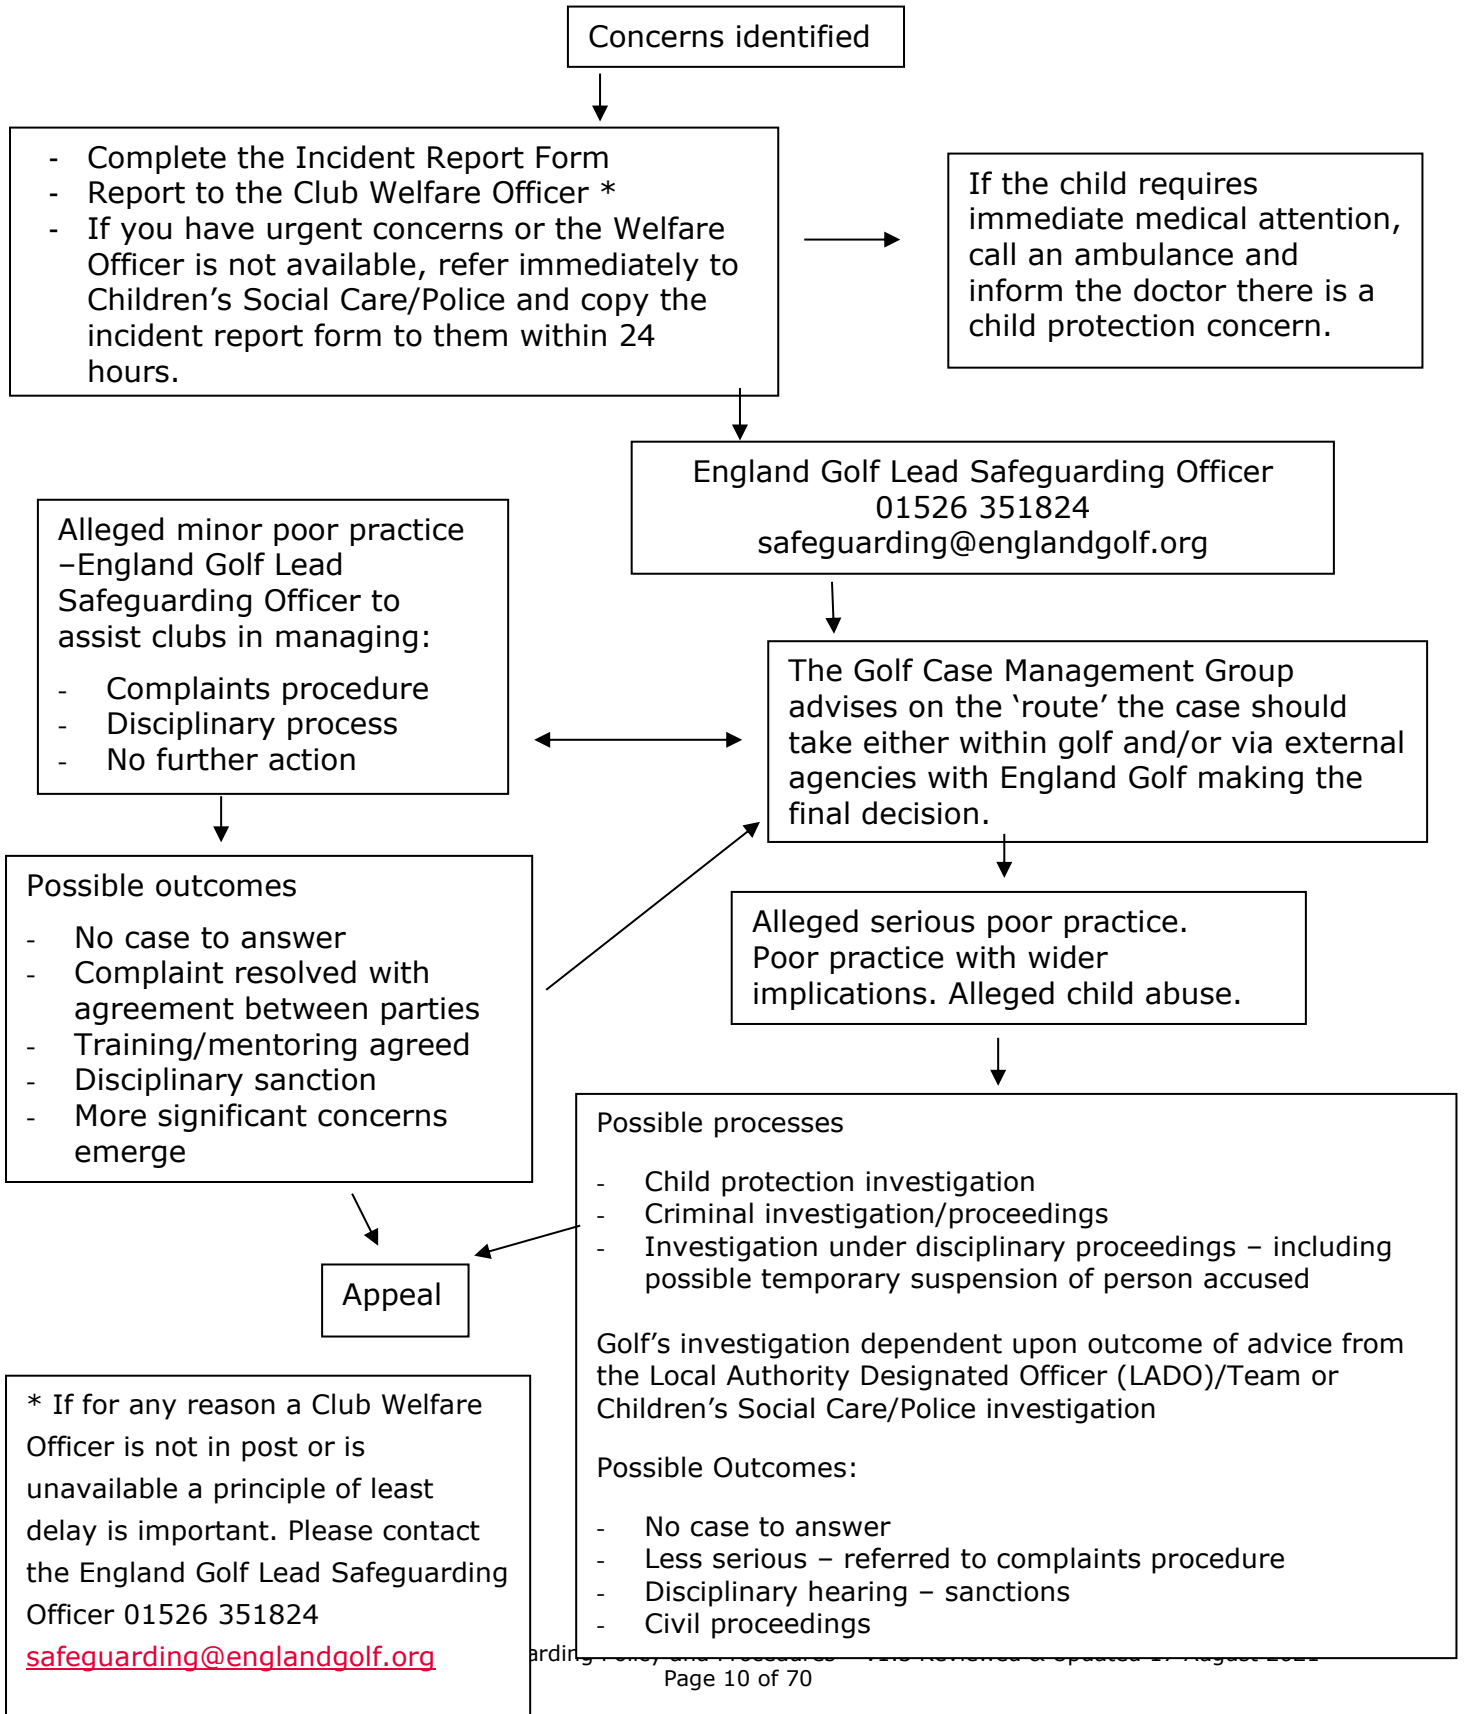 Concerns identified
- Complete the Incident Report Form
- Report to the Club Welfare Officer *
- If you have urgent concerns or the Welfare
Officer is not available, refer immediately to
Children’s Social Care/Police and copy the
incident report form to them within 24
hours.
If the child requires
immediate medical attention,
call an ambulance and
inform the doctor there is a
child protection concern.
England Golf Lead Safeguarding Officer
01526 351824
safeguarding@englandgolf.org
Alleged minor poor practice
–England Golf Lead
Safeguarding Officer to
assist clubs in managing:
- Complaints procedure
- Disciplinary process
- No further action
The Golf Case Management Group
advises on the ‘route’ the case should
take either within golf and/or via external
agencies with England Golf making the
final decision.
Possible outcomes
- No case to answer
- Complaint resolved with
agreement between parties
- Training/mentoring agreed
- Disciplinary sanction
- More significant concerns
emerge
Alleged serious poor practice.
Poor practice with wider
implications. Alleged child abuse.
Possible processes
- Child protection investigation
- Criminal investigation/proceedings
- Investigation under disciplinary proceedings – including
possible temporary suspension of person accused
Golf’s investigation dependent upon outcome of advice from
the Local Authority Designated Officer (LADO)/Team or
Children’s Social Care/Police investigation
Possible Outcomes:
- No case to answer
- Less serious – referred to complaints procedure
- Disciplinary hearing – sanctions
- Civil proceedings
Appeal
* If for any reason a Club Welfare
Officer is not in post or is
unavailable a principle of least
delay is important. Please contact
the England Golf Lead Safeguarding
Officer 01526 351824
safeguarding@englandgolf.org
Policy and Procedures Reviewed & Updated 17 August 2021
Page 10 of 70